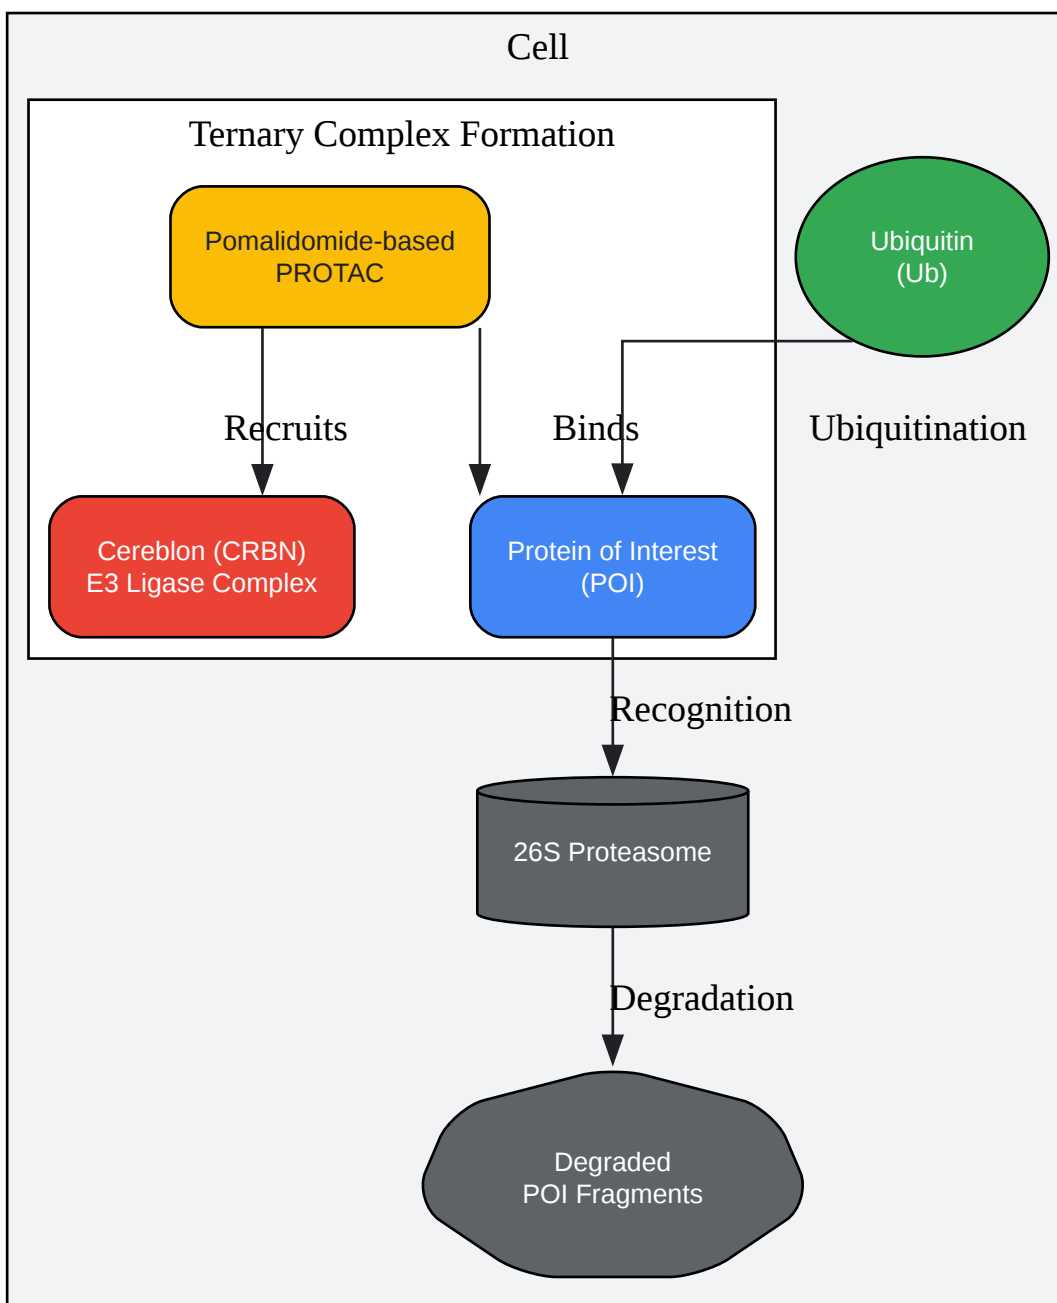 Cell
Ternary Complex Formation
Pomalidomide-based
PROTAC
Ubiquitin
(Ub)
Recruits
Binds
Ubiquitination
Cereblon (CRBN)
E3 Ligase Complex
Protein of Interest
(POI)
Recognition
26S Proteasome
Degradation
Degraded
POI Fragments